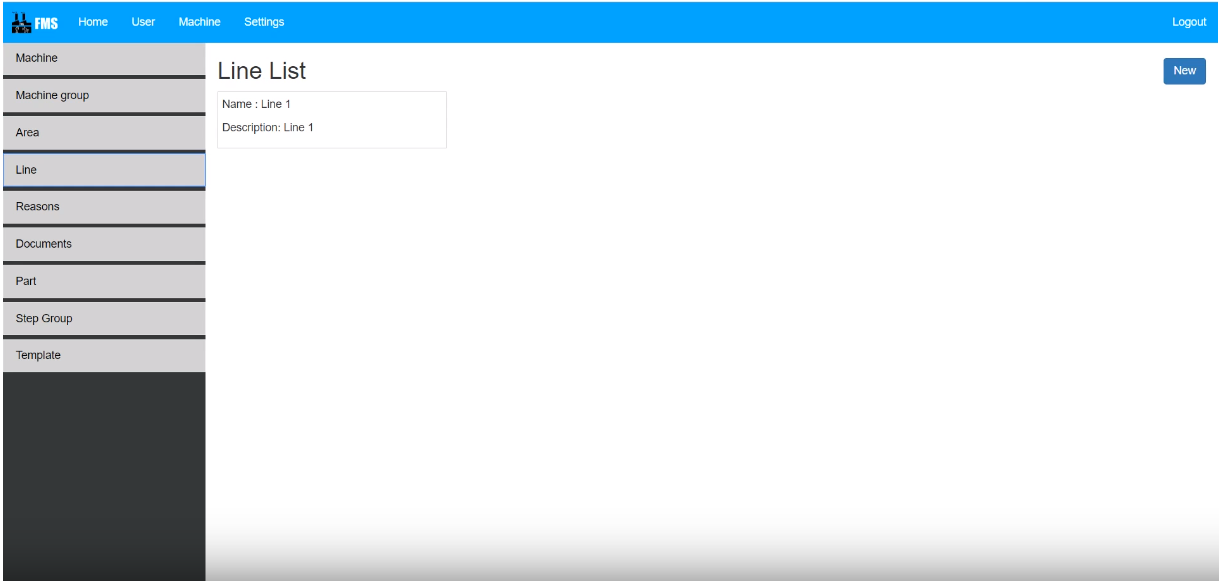 FMS Home User Machine Settings Logout
Machine
Machine group
Area
Line
Reasons
Documents
Part
Step Group
Template
Line List
New
Name : Line 1
Description: Line 1